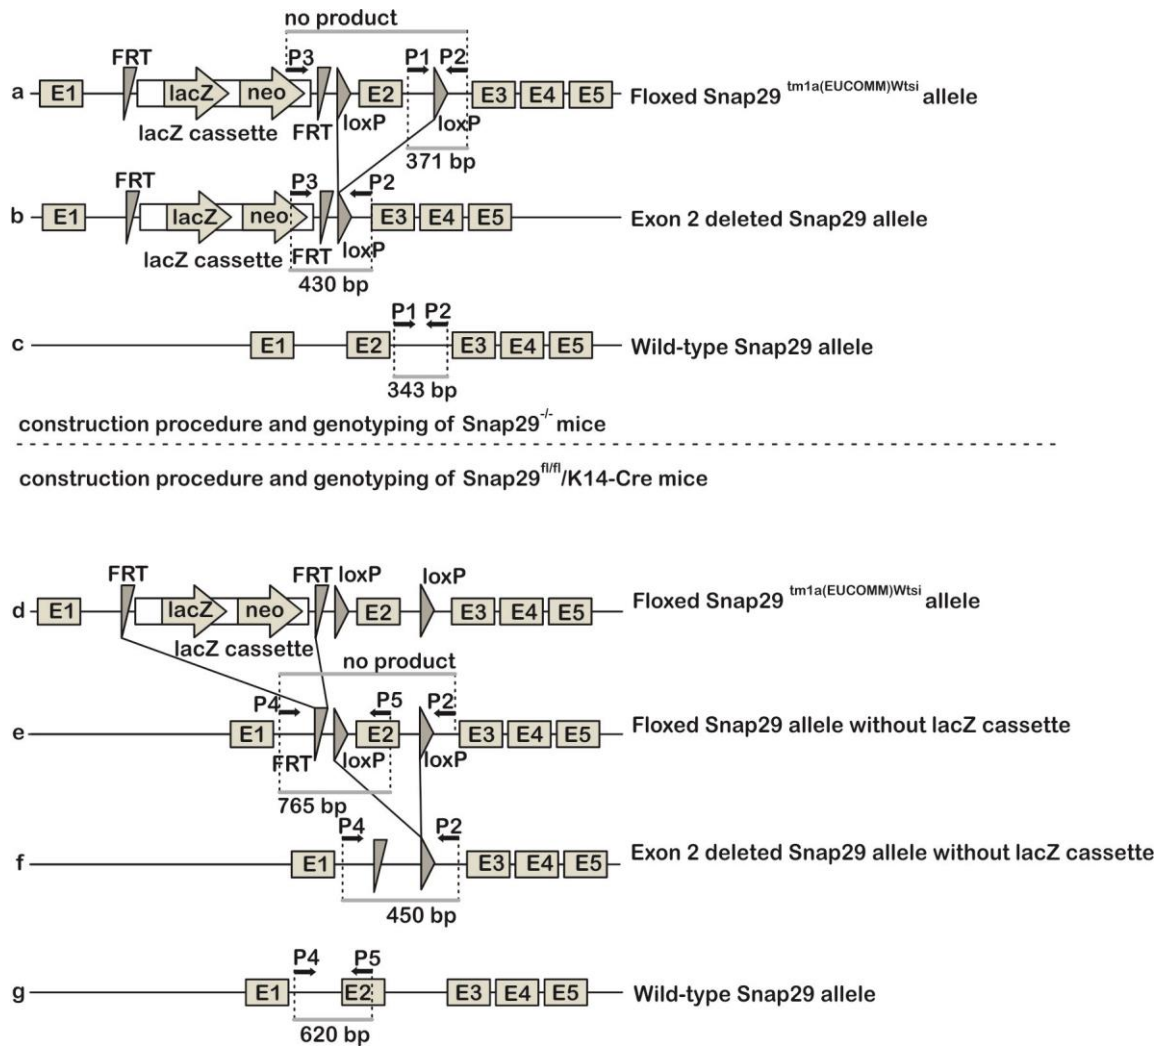 no product
FRT P3 P1 P2
a E1 lacZ neo E2 E3 E4 E5 Floxed Snap29 tm1a(EUCOMM)Wtsi allele
lacZ cassette FRT loxP loxP
371 bp
FRT P3 P2
b E1 lacZ neo E3 E4 E5 Exon 2 deleted Snap29 allele
lacZ cassette FRT loxP
430 bp
P1 P2
c E1 E2 E3 E4 E5 Wild-type Snap29 allele
343 bp
construction procedure and genotyping of Snap29-/- mice
construction procedure and genotyping of Snap29fl/fl/K14-Cre mice
FRT FRT loxP loxP
d E1 lacZ neo E2 E3 E4 E5 Floxed Snap29 tm1a(EUCOMM)Wtsi allele
lacZ cassette
no product
P4 P5 P2
e E1 E2 E3 E4 E5 Floxed Snap29 allele without lacZ cassette
FRT loxP loxP
765 bp
P4 P2
f E1 E3 E4 E5 Exon 2 deleted Snap29 allele without lacZ cassette
450 bp
P4 P5
g E1 E2 E3 E4 E5 Wild-type Snap29 allele
620 bp